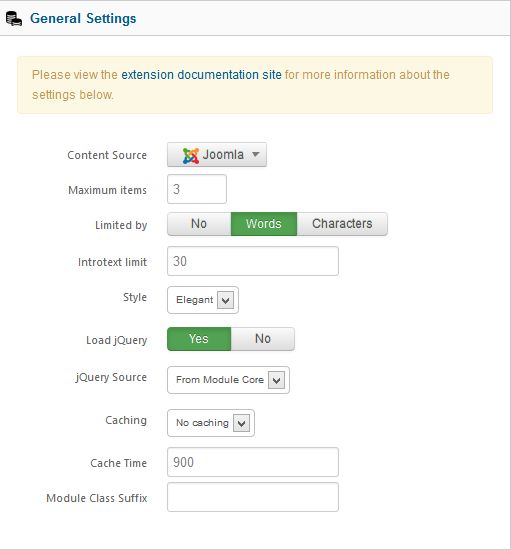 General Settings
Please view the extension documentation site for more information about the
settings below.
Content Source Joomla
Maximum items 3
Limited by No Words Characters
Introtext limit 30
Style Elegant
Load jQuery Yes No
jQuery Source From Module Core
Caching No caching
Cache Time 900
Module Class Suffix